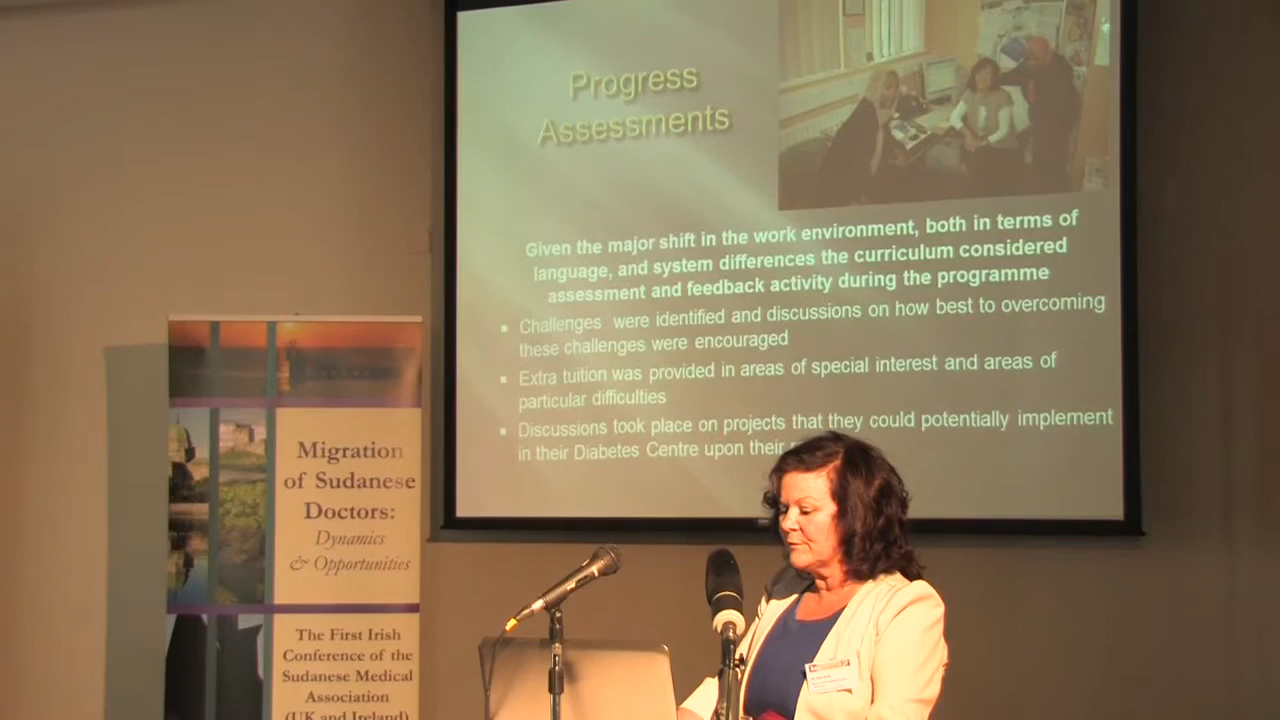 Progress
Assessments
Given the major shift in the work environment, both in terms of
language, and system differences the curriculum considered
assessment and feedback activity during the programme
Challenges were identified and discussions on how best to overcoming
these challenges were encouraged
Extra tuition was provided in areas of special interest and areas of
particular difficulties
Discussions took place on projects that they could potentially implement
in their Diabetes Centre upon their
Migration
of Sudanese
Doctors:
Dynamics
& Opportunities
The First Irish
Conference of the
Sudanese Medical
Association
(UK and Ireland)